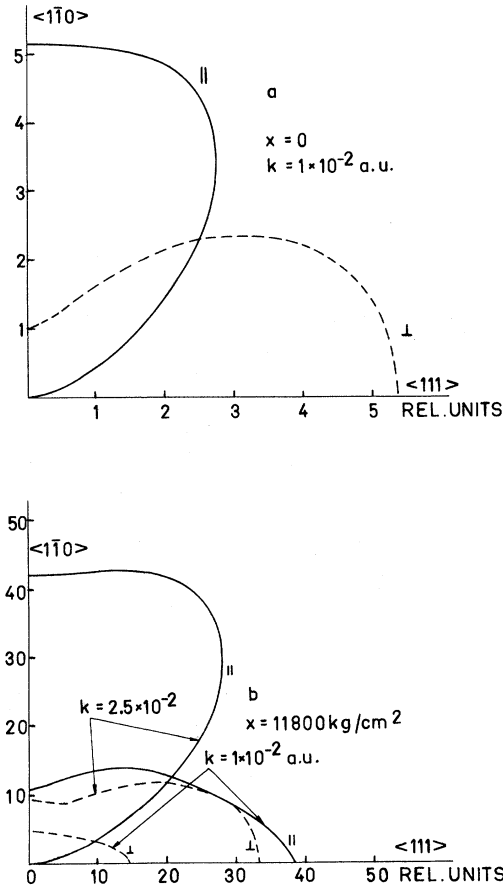 <11̄0>
5
||
a
4
x = 0
k = 1×10⁻² a.u.
3
2
1
⊥
<111>
1 2 3 4 5 REL.UNITS
50
<11̄0>
40
30
||
b
k = 2.5×10⁻²
x = 11800 kg/cm²
20
k = 1×10⁻² a.u.
10
⊥ ⊥ || <111>
0
0 10 20 30 40 50 REL.UNITS